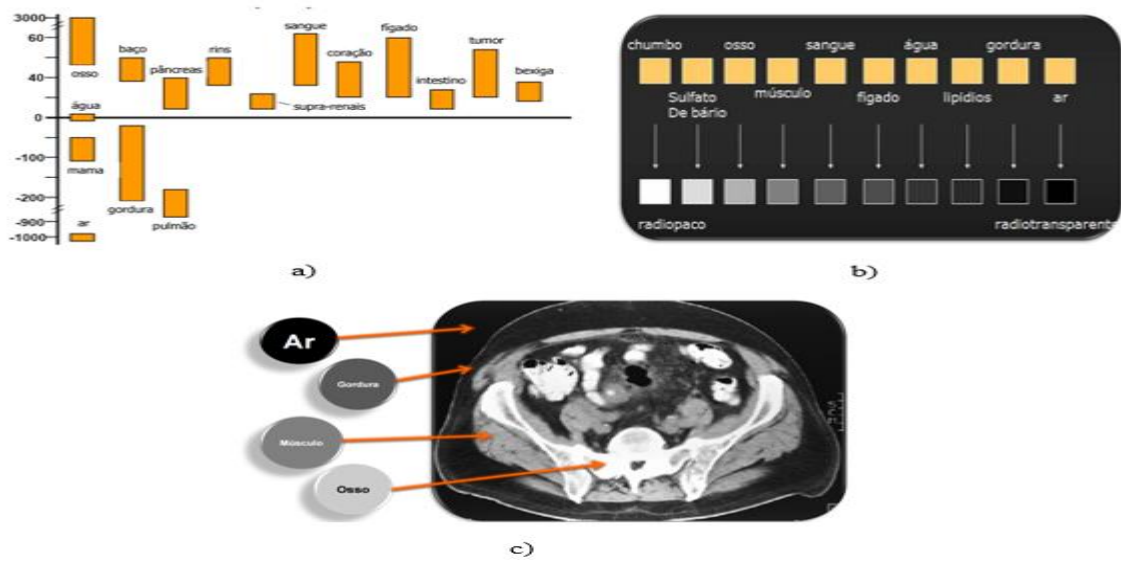 3000
60
40
0
-100
-200
-900
-1000
osso
baço
pâncreas
rins
supra-renais
sangue
coração
fígado
intestino
tumor
bexiga
água
mama
gordura
pulmão
ar
a)
chumbo osso sangue água gordura
Sulfato De bário
músculo
fígado
lipidios
ar
radiopaco radiotransparente
b)
Ar
Gordura
Músculo
Osso
c)